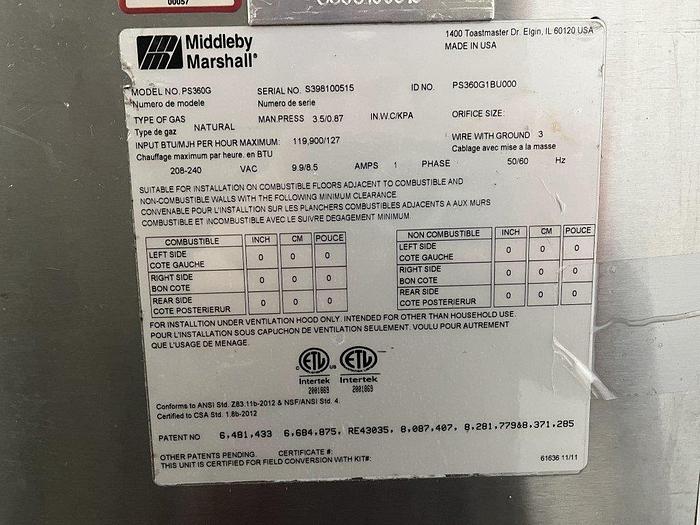 00057
Middleby
Marshall®
1400 Toastmaster Dr. Elgin, IL 60120 USA
MADE IN USA
MODEL NO. PS360G SERIAL NO. S398100515 ID NO. PS360G1BU000
Numero de modele Numero de serie
TYPE OF GAS NATURAL MAN.PRESS 3.5/0.87 IN.W.C/KPA ORIFICE SIZE:
Type de gaz
INPUT BTU/MJH PER HOUR MAXIMUM: 119,900/127 WIRE WITH GROUND 3
Chauffage maximum par heure. en BTU Cablage avec mise a la masse
208-240 VAC 9.9/8.5 AMPS 1 PHASE 50/60 Hz
SUITABLE FOR INSTALLATION ON COMBUSTIBLE FLOORS ADJACENT TO COMBUSTIBLE AND
NON-COMBUSTIBLE WALLS WITH THE FOLLOWING MINIMUM CLEARANCE
CONVENABLE POUR L'INSTALLATION SUR LES PLANCHERS COMBUSTIBLES ADJACENTS A AUX MURS
COMBUSTIBLE ET INCOMBUSTIBLE AVEC LE SUIVRE DEGAGEMENT MINIMUM
COMBUSTIBLE INCH CM POUCE
LEFT SIDE
COTE GAUCHE 0 0 0
RIGHT SIDE
BON COTE 0 0 0
REAR SIDE
COTE POSTERIERUR 0 0 0
NON COMBUSTIBLE INCH CM POUCE
LEFT SIDE
COTE GAUCHE 0 0 0
RIGHT SIDE
BON COTE 0 0 0
REAR SIDE
COTE POSTERIERUR 0 0 0
FOR INSTALLATION UNDER VENTILATION HOOD ONLY. INTENDED FOR OTHER THAN HOUSEHOLD USE.
POUR L'INSTALLATION SOUS CAPUCHON DE VENTILATION SEULEMENT. VOULU POUR AUTREMENT
QUE L'USAGE DE MENAGE.
C ETL US ETL
Intertek Intertek
2001869 2001869
Conforms to ANSI Std. Z83.11b-2012 & NSF/ANSI Std. 4.
Certified to CSA Std. 1.8b-2012
PATENT NO 6,481,433 6,684,875, RE43035, 8,087,407, 8,281,779&8,371,285
OTHER PATENTS PENDING. CERTIFICATE #:
THIS UNIT IS CERTIFIED FOR FIELD CONVERSION WITH KIT#: 61636 11/11